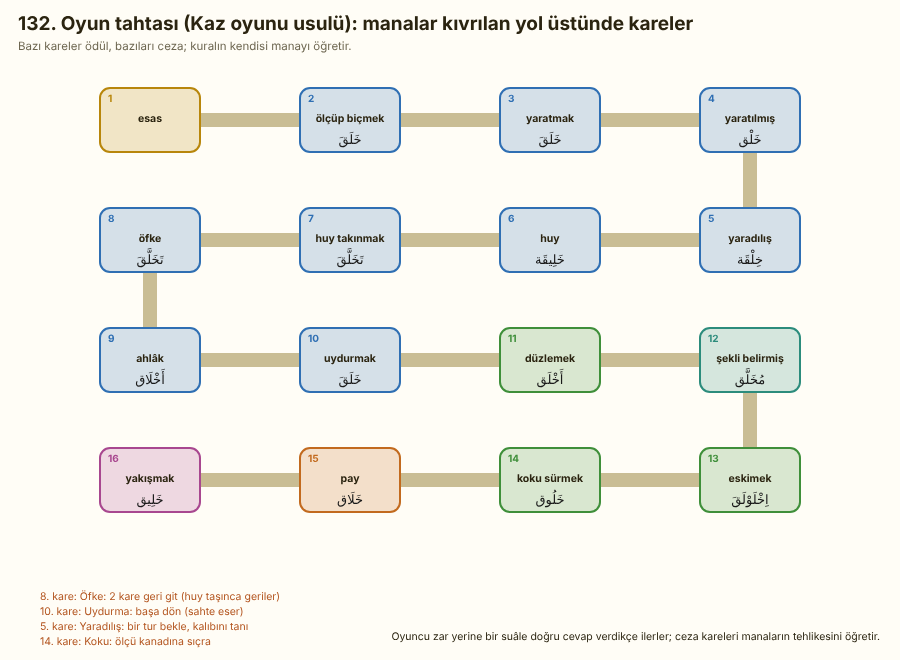 132. Oyun tahtası (Kaz oyunu usulü): manalar kıvrılan yol üstünde kareler
Bazı kareler ödül, bazıları ceza; kuralın kendisi manayı öğretir.
1
esas
2
ölçüp biçmek
خَلَقَ
3
yaratmak
خَلَقَ
4
yaratılmış
خَلْق
8
öfke
تَخَلَّقَ
7
huy takınmak
تَخَلَّقَ
6
huy
خَلِيقَة
5
yaradılış
خِلْقَة
9
ahlâk
أَخْلَاق
10
uydurmak
خَلَقَ
11
düzlemek
أَخْلَق
12
şekli belirmiş
مُخَلَّق
16
yakışmak
خَلِيق
15
pay
خَلَاق
14
koku sürmek
خَلُوق
13
eskimek
اِخْلَوْلَقَ
8. kare: Öfke: 2 kare geri git (huy taşınca geriler)
10. kare: Uydurma: başa dön (sahte eser)
5. kare: Yaradılış: bir tur bekle, kalıbını tanı
14. kare: Koku: ölçü kanadına sıçra
Oyuncu zar yerine bir suâle doğru cevap verdikçe ilerler; ceza kareleri manaların tehlikesini öğretir.